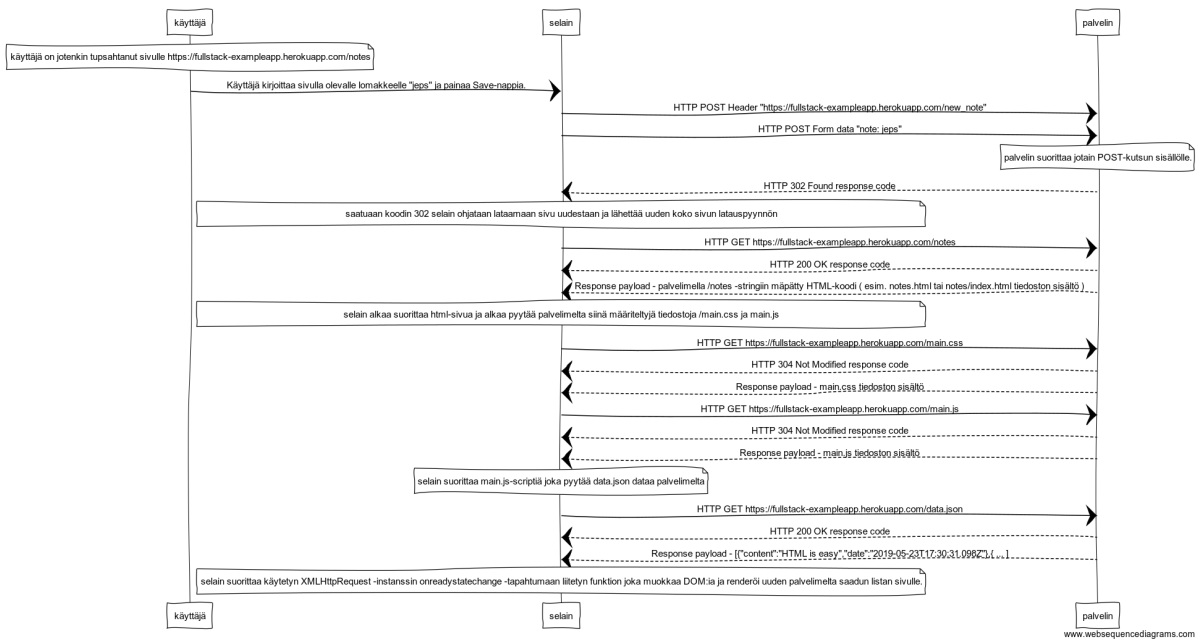 käyttäjä
selain
palvelin
käyttäjä on jotenkin tupsahtanut sivulle https://fullstack-exampleapp.herokuapp.com/notes
Käyttäjä kirjoittaa sivulla olevalle lomakkeelle "jeps" ja painaa Save-nappia.
HTTP POST Header "https://fullstack-exampleapp.herokuapp.com/new_note"
HTTP POST Form data "note: jeps"
palvelin suorittaa jotain POST-kutsun sisällölle.
HTTP 302 Found response code
saatuaan koodin 302 selain ohjataan lataamaan sivu uudestaan ja lähettää uuden koko sivun latauspyynnön
HTTP GET https://fullstack-exampleapp.herokuapp.com/notes
HTTP 200 OK response code
Response payload - palvelimella /notes -stringiin mäpätty HTML-koodi ( esim. notes.html tai notes/index.html tiedoston sisältö )
selain alkaa suorittaa html-sivua ja alkaa pyytää palvelimelta siinä määriteltyjä tiedostoja /main.css ja main.js
HTTP GET https://fullstack-exampleapp.herokuapp.com/main.css
HTTP 304 Not Modified response code
Response payload - main.css tiedoston sisältö
HTTP GET https://fullstack-exampleapp.herokuapp.com/main.js
HTTP 304 Not Modified response code
Response payload - main.js tiedoston sisältö
selain suorittaa main.js-scriptiä joka pyytää data.json dataa palvelimelta
HTTP GET https://fullstack-exampleapp.herokuapp.com/data.json
HTTP 200 OK response code
Response payload - [{"content":"HTML is easy","date":"2019-05-23T17:30:31.098Z"},{ ... ]
selain suorittaa käytetyn XMLHttpRequest -instanssin onreadystatechange -tapahtumaan liitetyn funktion joka muokkaa DOM:ia ja renderöi uuden palvelimelta saadun listan sivulle.
käyttäjä
selain
palvelin
www.websequencediagrams.com